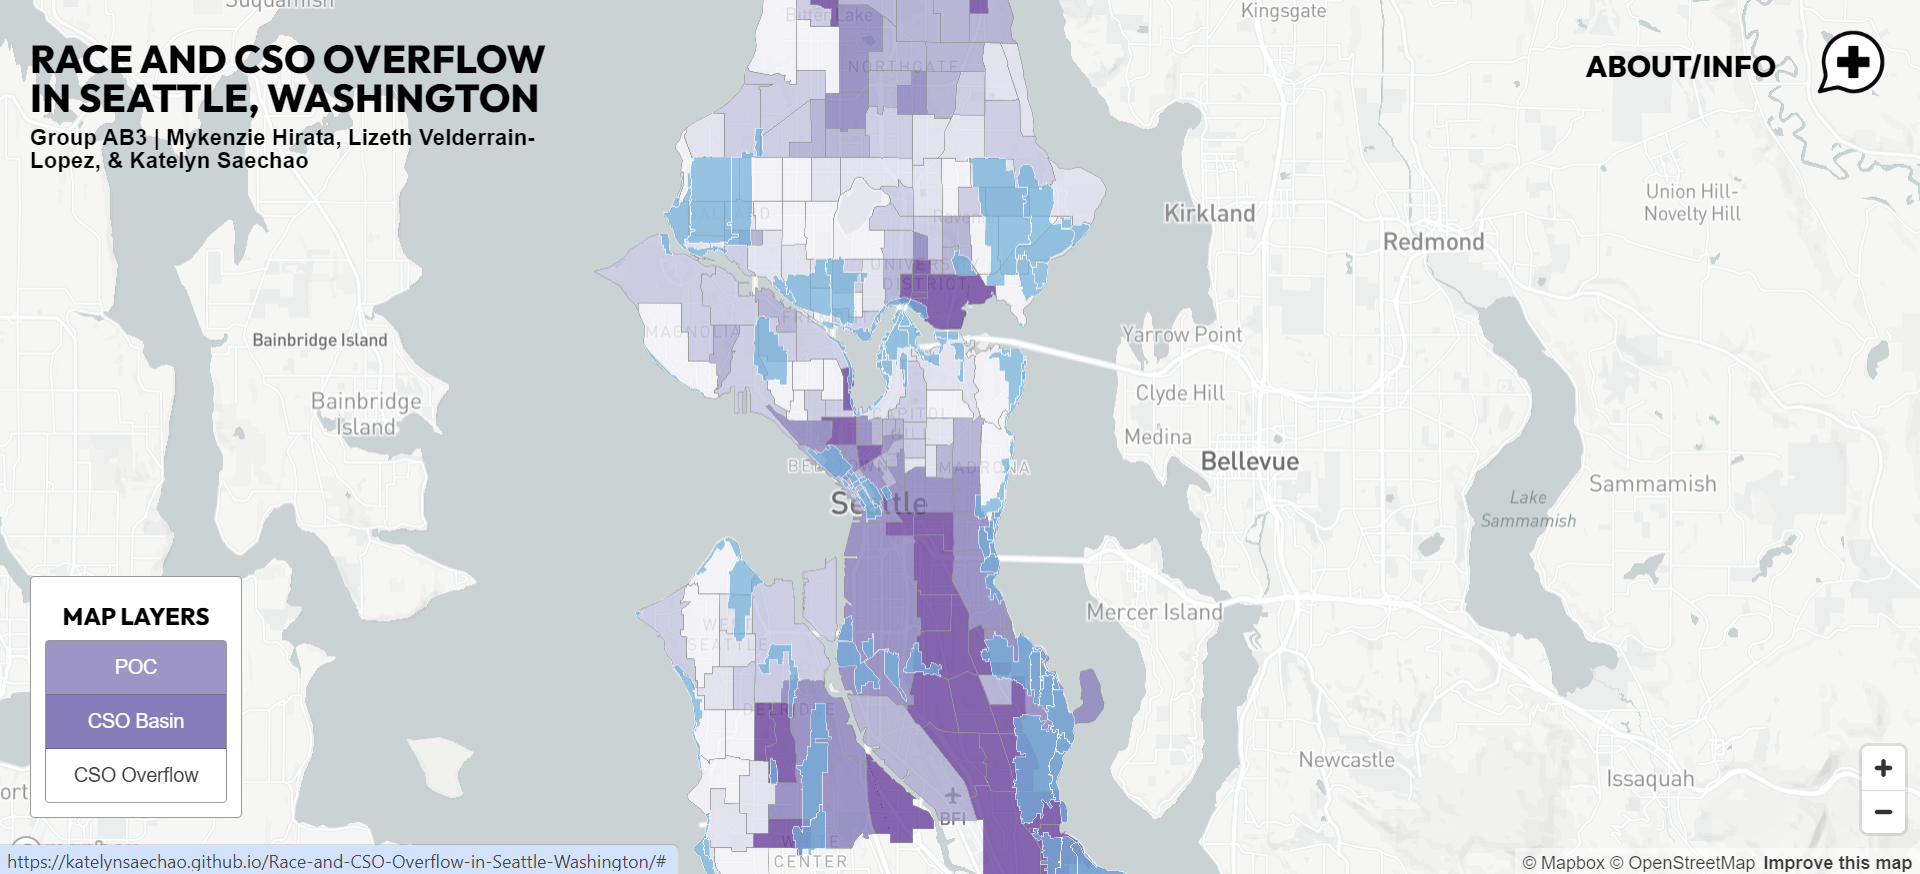 Suquamish
Bitter Lake
Kingsgate
RACE AND CSO OVERFLOW
IN SEATTLE, WASHINGTON
Group AB3 | Mykenzie Hirata, Lizeth Velderrain-
Lopez, & Katelyn Saechao
ABOUT/INFO
NORTHGATE
Union Hill-
Novelty Hill
Kirkland
Redmond
UNIVERSITY
DISTRICT
MAGNOLIA
Bainbridge Island
Yarrow Point
Bainbridge
Island
Clyde Hill
CAPITOL
HILL
Medina
BELLTOWN
MADRONA
Bellevue
Seattle
Sammamish
Lake
Sammamish
Mercer Island
WEST
SEATTLE
MAP LAYERS
POC
CSO Basin
CSO Overflow
DELRIDGE
Newcastle
Issaquah
BFI
+
−
CENTER
https://katelynsaechao.github.io/Race-and-CSO-Overflow-in-Seattle-Washington/#
© Mapbox © OpenStreetMap Improve this map